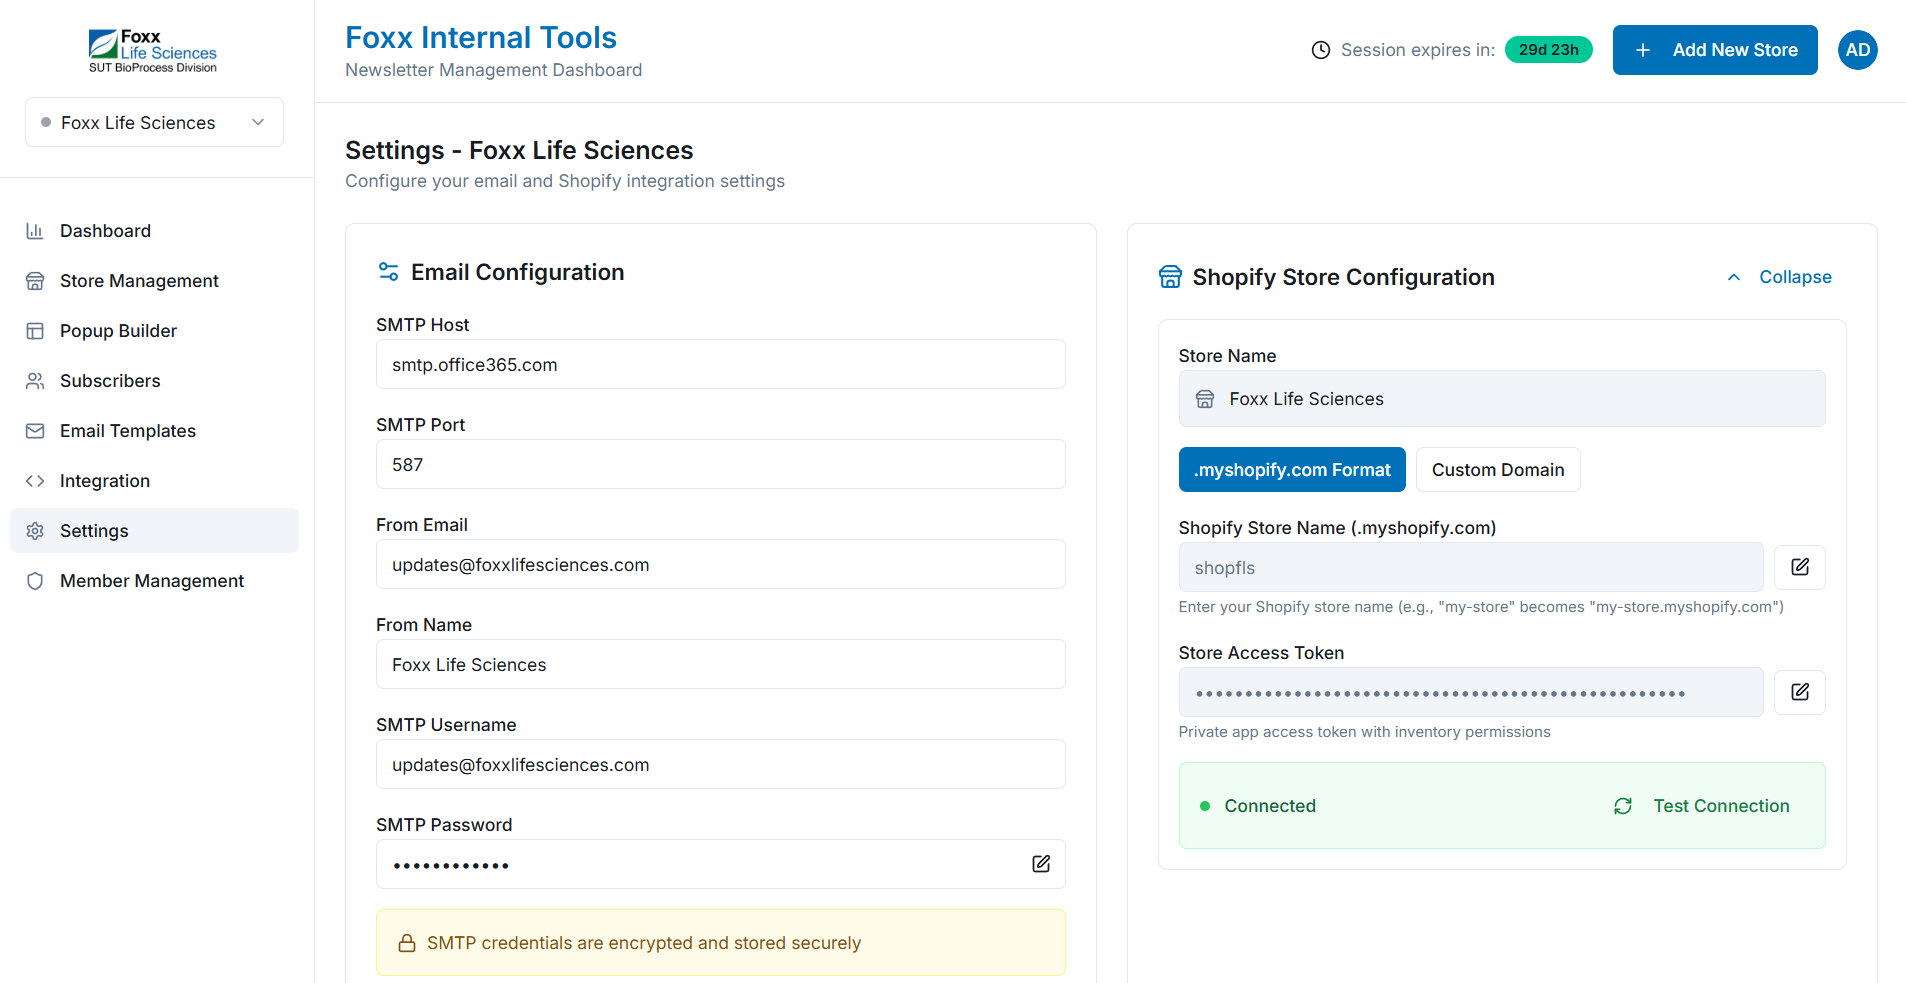 Foxx
Life Sciences
SUT BioProcess Division
Foxx Life Sciences
Dashboard
Store Management
Popup Builder
Subscribers
Email Templates
Integration
Settings
Member Management
Foxx Internal Tools
Newsletter Management Dashboard
Session expires in: 29d 23h
Add New Store
AD
Settings - Foxx Life Sciences
Configure your email and Shopify integration settings
Email Configuration
SMTP Host
smtp.office365.com
SMTP Port
587
From Email
updates@foxxlifesciences.com
From Name
Foxx Life Sciences
SMTP Username
updates@foxxlifesciences.com
SMTP Password
••••••••••••
SMTP credentials are encrypted and stored securely
Shopify Store Configuration
Collapse
Store Name
Foxx Life Sciences
.myshopify.com Format
Custom Domain
Shopify Store Name (.myshopify.com)
shopfls
Enter your Shopify store name (e.g., "my-store" becomes "my-store.myshopify.com")
Store Access Token
••••••••••••••••••••••••••••••••••••••••••••••••••
Private app access token with inventory permissions
Connected
Test Connection